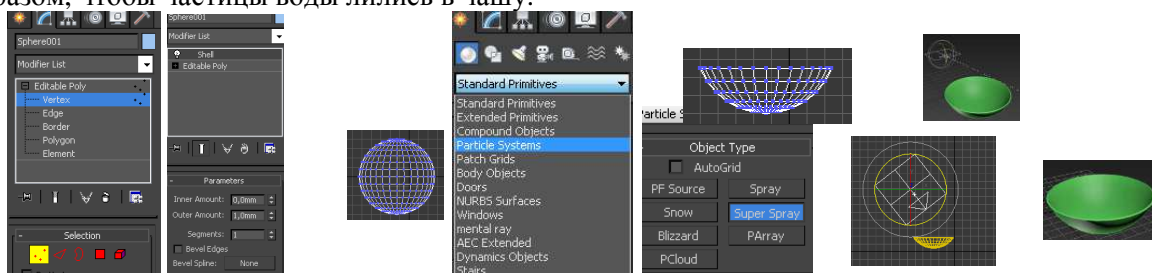 образом, чтобы частицы воды лились в чашу.
Sphere001
Modifier List
Editable Poly
Vertex
Edge
Border
Polygon
Element
Selection
Sphere001
Modifier List
Shell
Editable Poly
Parameters
Inner Amount: 0,0mm
Outer Amount: 1,0mm
Segments: 1
Bevel Edges
Bevel Spline: None
Standard Primitives
Standard Primitives
Extended Primitives
Compound Objects
Particle Systems
Patch Grids
Body Objects
Doors
NURBS Surfaces
Windows
mental ray
AEC Extended
Dynamics Objects
Stairs
Object Type
AutoGrid
PF Source Spray
Snow Super Spray
Blizzard PArray
PCloud